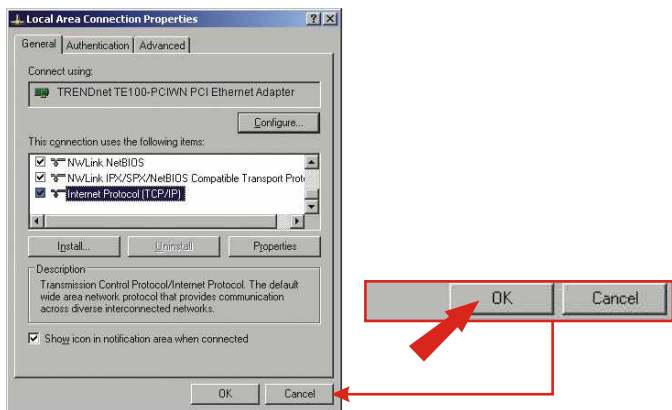 Local Area Connection Properties
General Authentication Advanced
Connect using:
TRENDnet TE100-PCIWN PCI Ethernet Adapter
Configure...
This connection uses the following items:
NWLink NetBIOS
NWLink IPX/SPX/NetBIOS Compatible Transport Prot
Internet Protocol (TCP/IP)
Install... Uninstall Properties
Description
Transmission Control Protocol/Internet Protocol. The default
wide area network protocol that provides communication
across diverse interconnected networks.
Show icon in notification area when connected
OK Cancel
OK Cancel